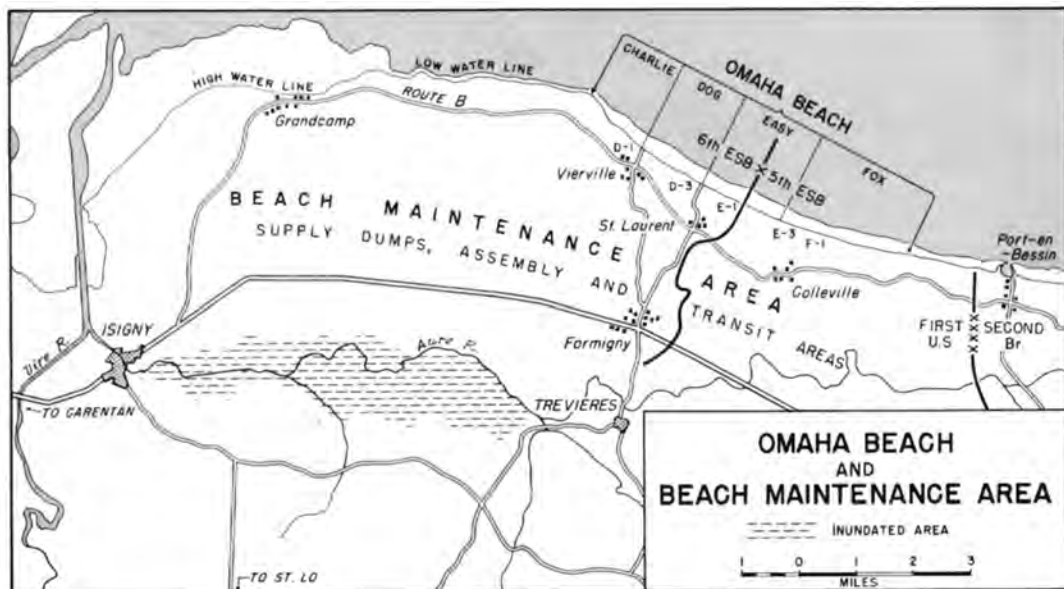 OMAHA BEACH
CHARLIE
DOG
EASY
FOX
LOW WATER LINE
HIGH WATER LINE
ROUTE B
Grandcamp
D-1
6th ESB X 5th ESB
Vierville
D-3
E-1
BEACH MAINTENANCE AREA
SUPPLY DUMPS, ASSEMBLY AND TRANSIT AREAS
St. Laurent
E-3
F-1
Port-en
-Bessin
Colleville
ISIGNY
Vire R.
Aure R.
Formigny
FIRST
U.S
XXXX
SECOND
Br.
TO CARENTAN
TREVIERES
TO ST. LO
OMAHA BEACH
AND
BEACH MAINTENANCE AREA
INUNDATED AREA
1 0 1 2 3
MILES